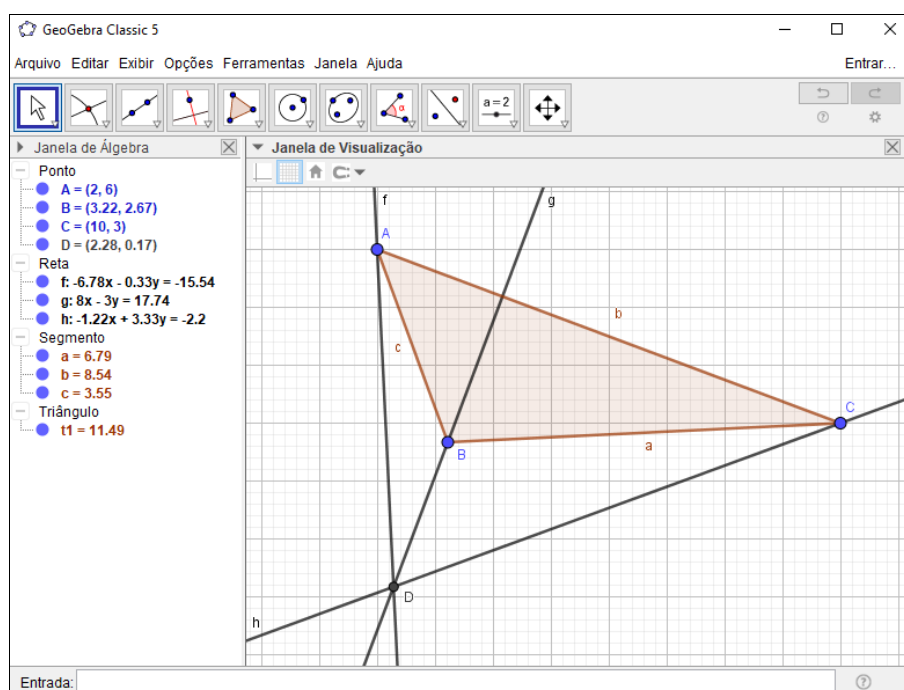 GeoGebra Classic 5
Arquivo Editar Exibir Opções Ferramentas Janela Ajuda Entrar...
α
a=2
Janela de Álgebra
Ponto
A = (2, 6)
B = (3.22, 2.67)
C = (10, 3)
D = (2.28, 0.17)
Reta
f: -6.78x - 0.33y = -15.54
g: 8x - 3y = 17.74
h: -1.22x + 3.33y = -2.2
Segmento
a = 6.79
b = 8.54
c = 3.55
Triângulo
t1 = 11.49
Janela de Visualização
f
g
A
b
c
C
B
a
D
h
Entrada: